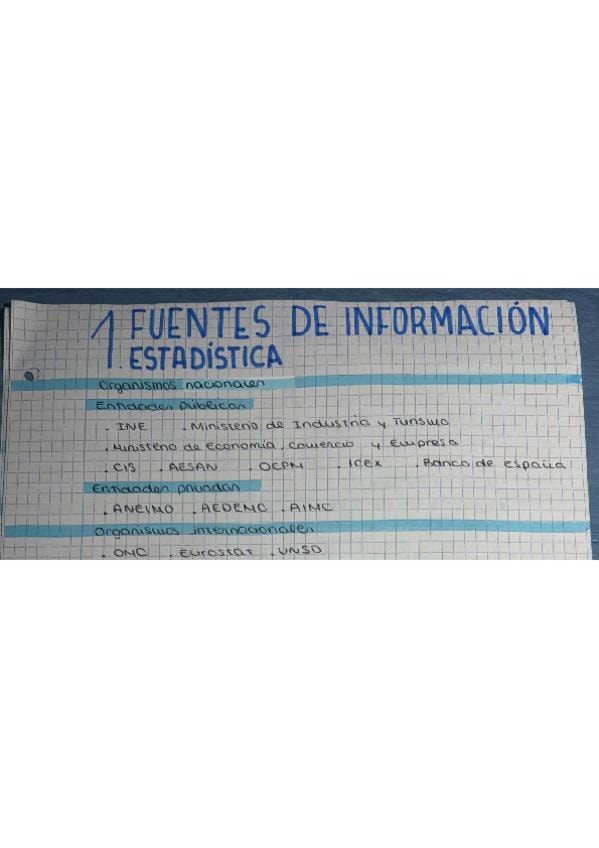 1. FUENTES DE INFORMACIÓN
ESTADÍSTICA
Organismos nacionales
Entidades públicas
. INE . Ministerio de Industria y Turismo
. Ministerio de Economía, Comercio y Empresa
. CIS . AESAN . OEPM . ICEX . Banco de españa
Entidades privadas
. ANEIMO . AEDEMO . AIMC
Organismos internacionales
. OMC . Eurostat . UNSD